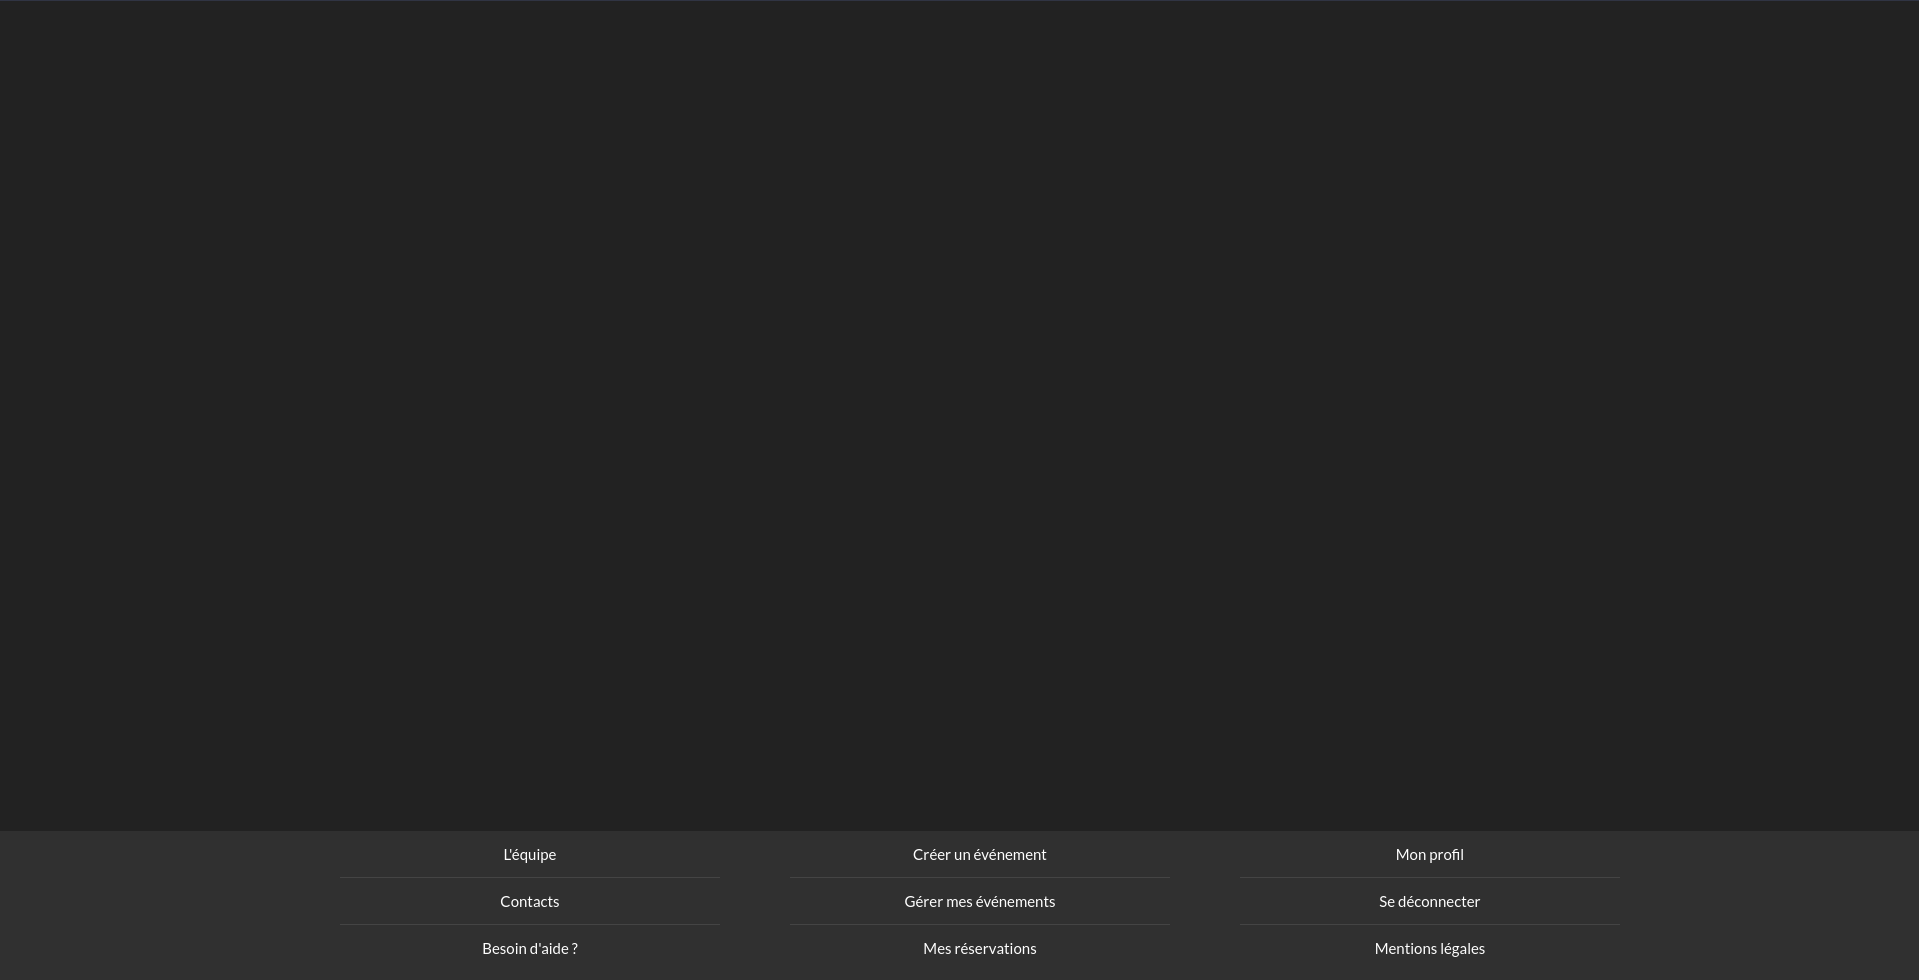 L'équipe
Contacts
Besoin d'aide ?
Créer un événement
Gérer mes événements
Mes réservations
Mon profil
Se déconnecter
Mentions légales